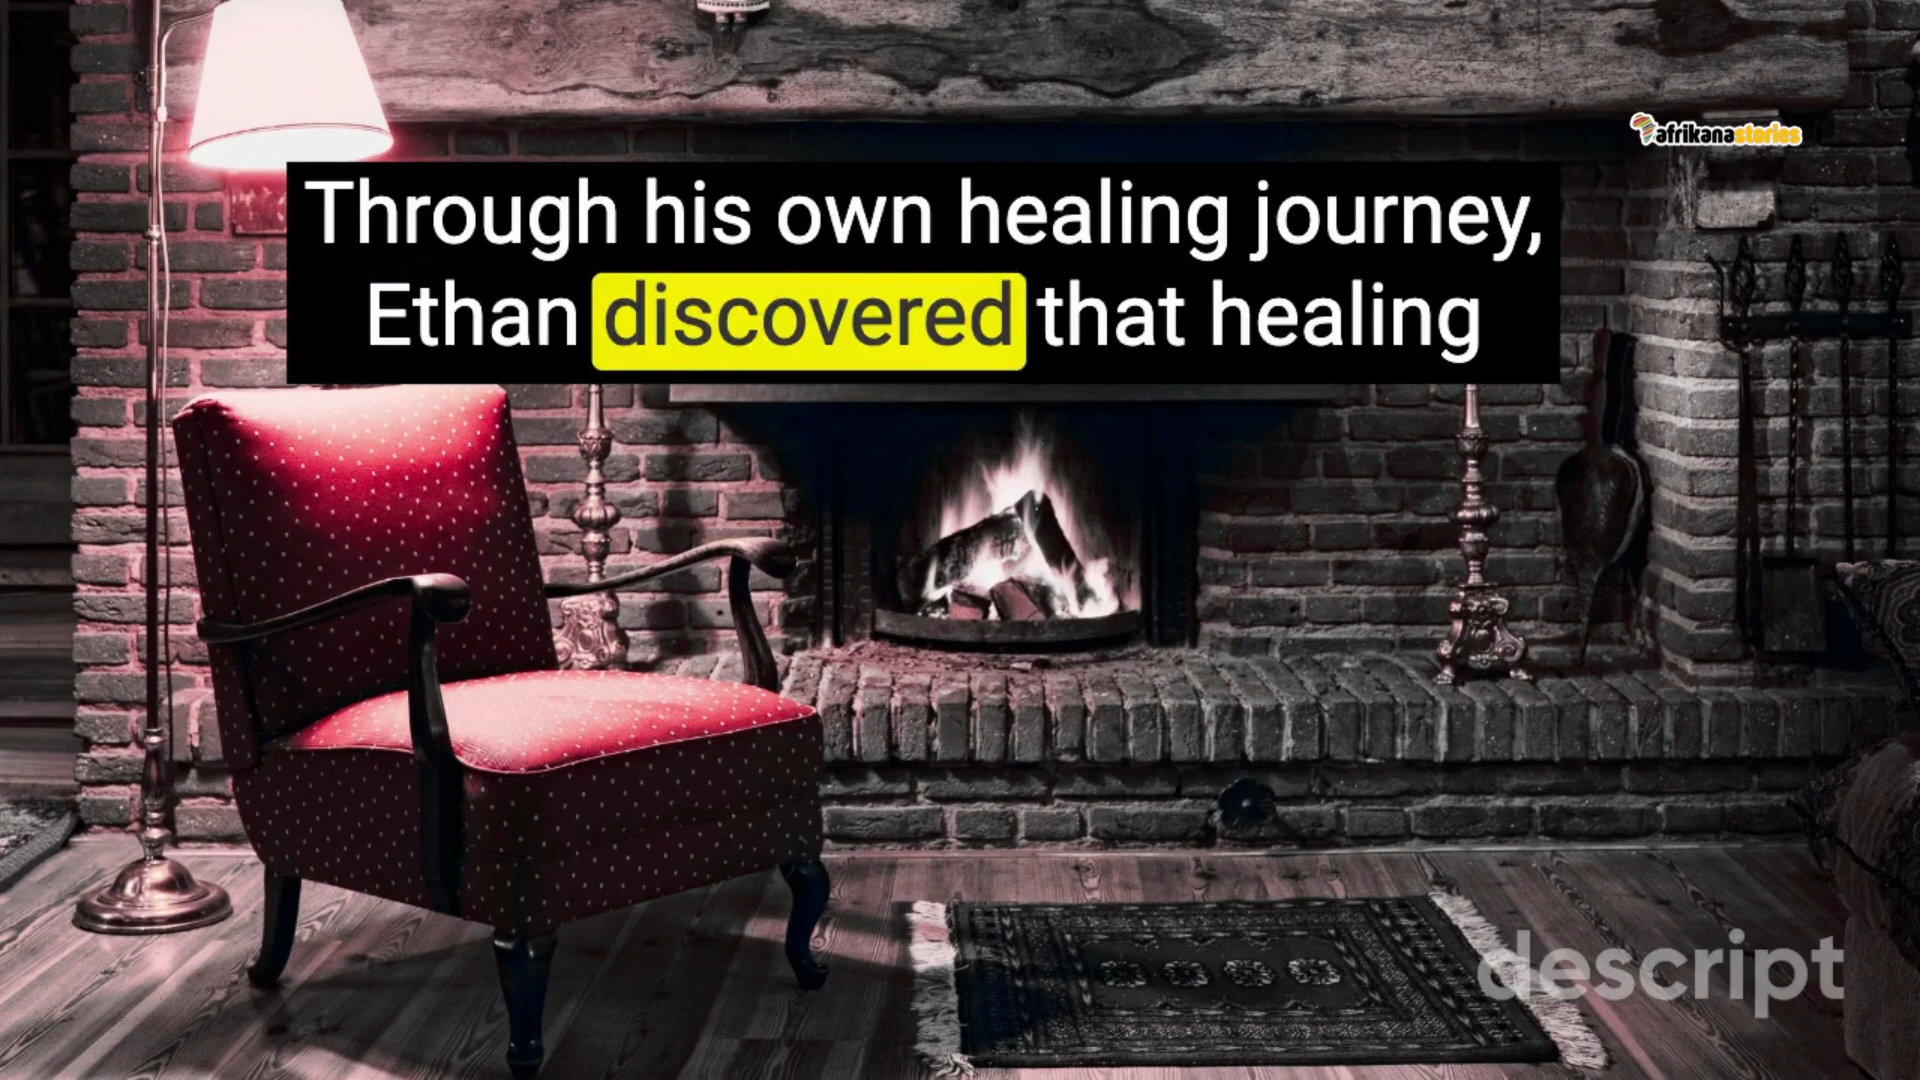 afrikanastories
Through his own healing journey,
Ethan discovered that healing
descript